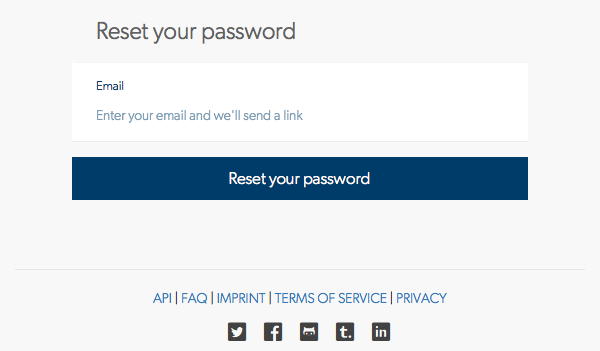 Reset your password
Email
Enter your email and we'll send a link
Reset your password
API | FAQ | IMPRINT | TERMS OF SERVICE | PRIVACY